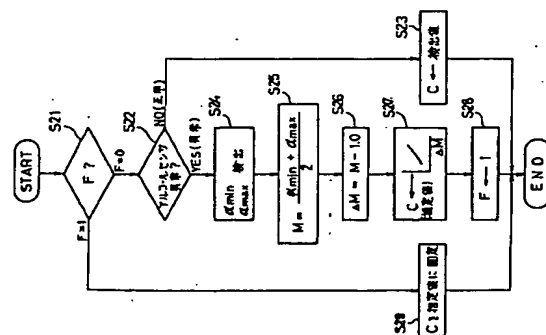 START
S21
F ?
F=1
F=0
S22
アルコールセンサ
異常?
NO(正常)
YES(異常)
S23
C ← 検出値
S24
αmin 検出
αmax
S25
M = αmin + αmax / 2
S26
ΔM = M − 1.0
S27
C ←
(推定値)
ΔM
S28
F ← 1
S29
Cを推定値に固定
END